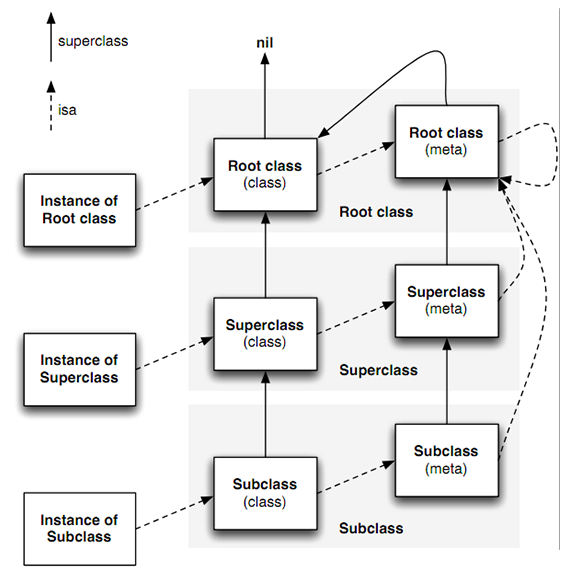 superclass
isa
nil
Root class
(class)
Root class
(meta)
Instance of
Root class
Root class
Superclass
(class)
Superclass
(meta)
Instance of
Superclass
Superclass
Subclass
(class)
Subclass
(meta)
Instance of
Subclass
Subclass